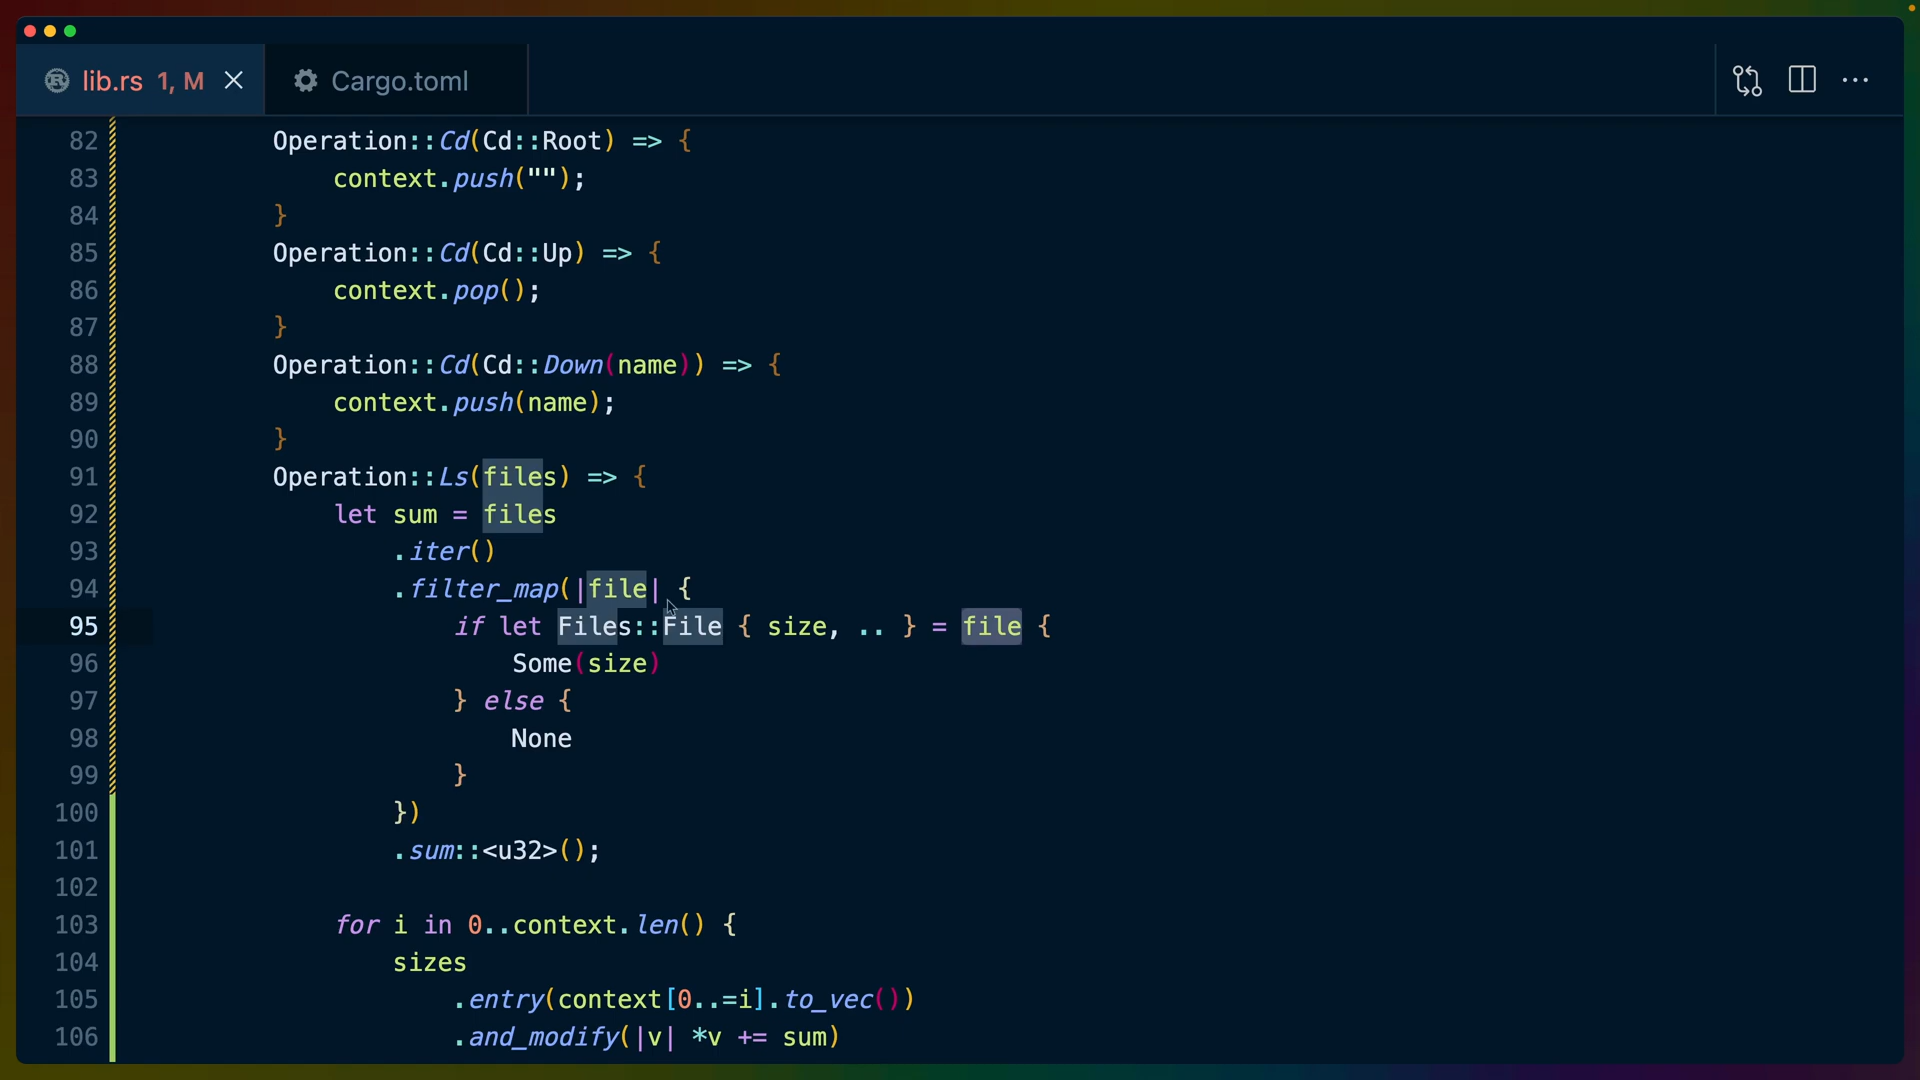 lib.rs 1, M
Cargo.toml
82 Operation::Cd(Cd::Root) => {
83 context.push("");
84 }
85 Operation::Cd(Cd::Up) => {
86 context.pop();
87 }
88 Operation::Cd(Cd::Down(name)) => {
89 context.push(name);
90 }
91 Operation::Ls(files) => {
92 let sum = files
93 .iter()
94 .filter_map(|file| {
95 if let Files::File { size, .. } = file {
96 Some(size)
97 } else {
98 None
99 }
100 })
101 .sum::<u32>();
102
103 for i in 0..context.len() {
104 sizes
105 .entry(context[0..=i].to_vec())
106 .and_modify(|v| *v += sum)